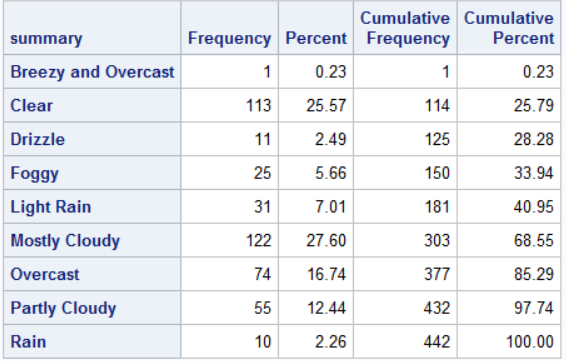 summary Frequency Percent Cumulative Frequency Cumulative Percent
Breezy and Overcast 1 0.23 1 0.23
Clear 113 25.57 114 25.79
Drizzle 11 2.49 125 28.28
Foggy 25 5.66 150 33.94
Light Rain 31 7.01 181 40.95
Mostly Cloudy 122 27.60 303 68.55
Overcast 74 16.74 377 85.29
Partly Cloudy 55 12.44 432 97.74
Rain 10 2.26 442 100.00